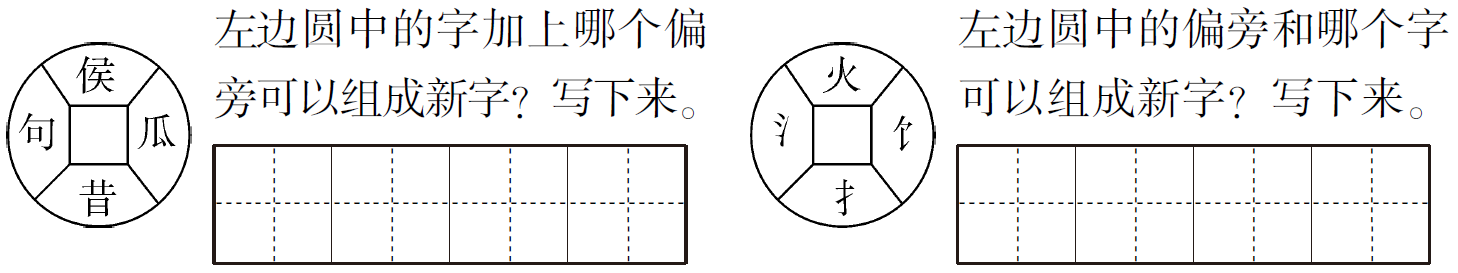 左边圆中的字加上哪个偏
旁可以组成新字？写下来。
侯
句 瓜
昔
左边圆中的偏旁和哪个字
可以组成新字？写下来。
火
氵 饣
扌